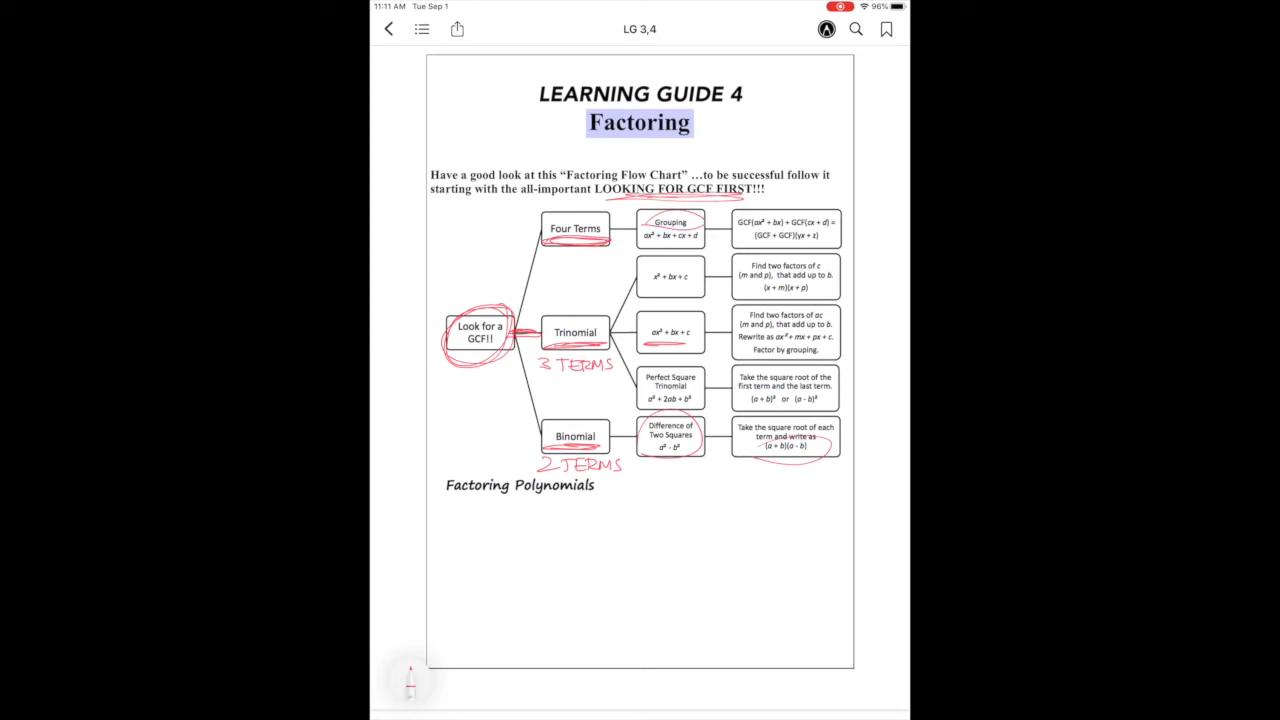 11:11 AM Tue Sep 1
96%
LG 3,4
LEARNING GUIDE 4
Factoring
Have a good look at this “Factoring Flow Chart” …to be successful follow it
starting with the all-important LOOKING FOR GCF FIRST!!!
Four Terms
Grouping
ax² + bx + cx + d
GCF(ax² + bx) + GCF(cx + d) =
(GCF + GCF)(yx + z)
x² + bx + c
Find two factors of c
(m and p), that add up to b.
(x + m)(x + p)
Look for a
GCF!!
Trinomial
3 TERMS
ax² + bx + c
Find two factors of ac
(m and p), that add up to b.
Rewrite as ax² + mx + px + c.
Factor by grouping.
Perfect Square
Trinomial
a² + 2ab + b²
Take the square root of the
first term and the last term.
(a + b)² or (a - b)²
Binomial
2 TERMS
Difference of
Two Squares
a² - b²
Take the square root of each
term and write as
(a + b)(a - b)
Factoring Polynomials